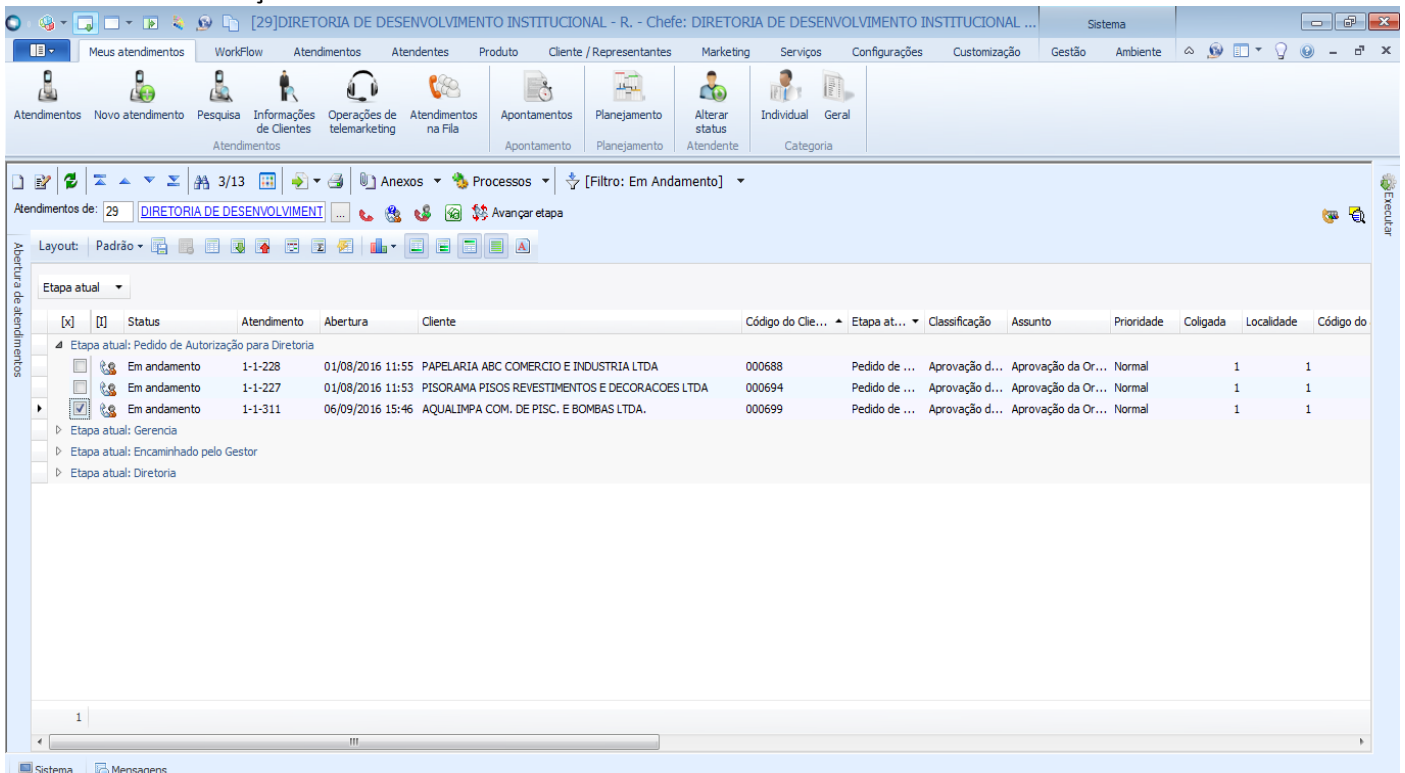 [29]DIRETORIA DE DESENVOLVIMENTO INSTITUCIONAL - R. - Chefe: DIRETORIA DE DESENVOLVIMENTO INSTITUCIONAL ... Sistema
Meus atendimentos WorkFlow Atendimentos Atendentes Produto Cliente / Representantes Marketing Serviços Configurações Customização Gestão Ambiente
Atendimentos Novo atendimento Pesquisa Informações de Clientes Operações de telemarketing Atendimentos na Fila Apontamentos Planejamento Alterar status Individual Geral
Atendimentos Apontamento Planejamento Atendente Categoria
3/13 Anexos Processos [Filtro: Em Andamento]
Executar
Atendimentos de: 29 DIRETORIA DE DESENVOLVIMENT ... Avançar etapa
Abertura de atendimentos
Layout: Padrão
Etapa atual
[x] [I] Status Atendimento Abertura Cliente Código do Clie... Etapa at... Classificação Assunto Prioridade Coligada Localidade Código do
Etapa atual: Pedido de Autorização para Diretoria
Em andamento 1-1-228 01/08/2016 11:55 PAPELARIA ABC COMERCIO E INDUSTRIA LTDA 000688 Pedido de ... Aprovação d... Aprovação da Or... Normal 1 1
Em andamento 1-1-227 01/08/2016 11:53 PISORAMA PISOS REVESTIMENTOS E DECORACOES LTDA 000694 Pedido de ... Aprovação d... Aprovação da Or... Normal 1 1
Em andamento 1-1-311 06/09/2016 15:46 AQUALIMPA COM. DE PISC. E BOMBAS LTDA. 000699 Pedido de ... Aprovação d... Aprovação da Or... Normal 1 1
Etapa atual: Gerencia
Etapa atual: Encaminhado pelo Gestor
Etapa atual: Diretoria
1
Sistema Mensagens